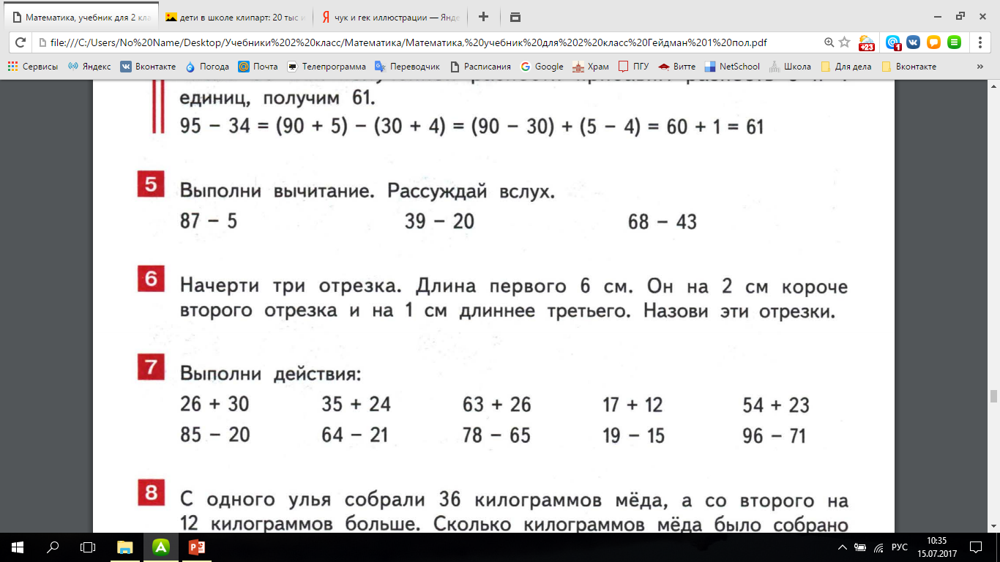 Математика, учебник для 2 кла
дети в школе клипарт: 20 тыс и
чук и гек иллюстрации — Янде
file:///C:/Users/No%20Name/Desktop/Учебники%202%20класс/Математика/Математика,%20учебник%20для%202%20класс%20Гейдман%201%20пол.pdf
+23
1
Сервисы Яндекс Вконтакте Погода Почта Телепрограмма Переводчик Расписания Google Храм ПГУ Витте NetSchool Школа Для дела Вконтакте »
единиц, получим 61.
95 – 34 = (90 + 5) – (30 + 4) = (90 – 30) + (5 – 4) = 60 + 1 = 61
5 Выполни вычитание. Рассуждай вслух.
87 – 5 39 – 20 68 – 43
6 Начерти три отрезка. Длина первого 6 см. Он на 2 см короче
второго отрезка и на 1 см длиннее третьего. Назови эти отрезки.
7 Выполни действия:
26 + 30 35 + 24 63 + 26 17 + 12 54 + 23
85 – 20 64 – 21 78 – 65 19 – 15 96 – 71
8 С одного улья собрали 36 килограммов мёда, а со второго на
12 килограммов больше. Сколько килограммов мёда было собрано
РУС
10:35
15.07.2017